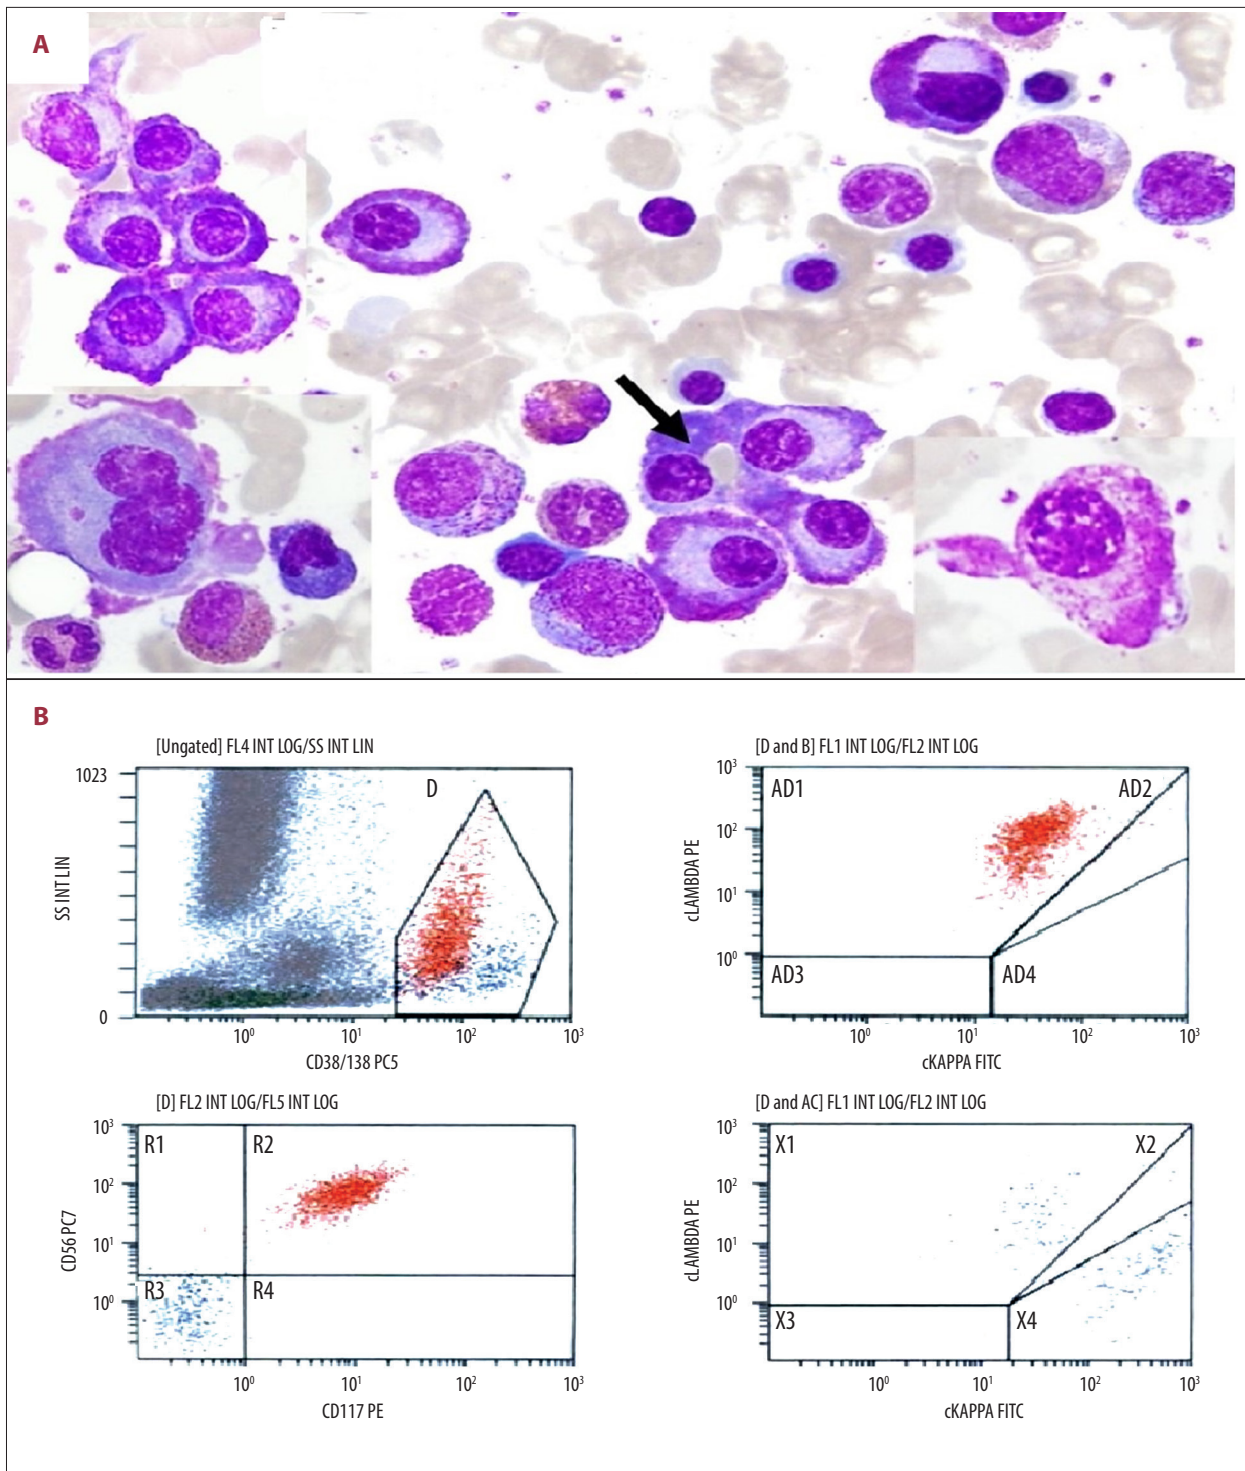 A
B
[Ungated] FL4 INT LOG/SS INT LIN
1023
D
SS INT LIN
0
10⁰ 10¹ 10² 10³
CD38/138 PC5
[D and B] FL1 INT LOG/FL2 INT LOG
10³
AD1 AD2
10²
cLAMBDA PE
10¹
10⁰
AD3 AD4
10⁰ 10¹ 10² 10³
cKAPPA FITC
[D] FL2 INT LOG/FL5 INT LOG
10³
R1 R2
10²
CD56 PC7
10¹
R3 R4
10⁰
10⁰ 10¹ 10² 10³
CD117 PE
[D and AC] FL1 INT LOG/FL2 INT LOG
10³
X1 X2
10²
cLAMBDA PE
10¹
10⁰
X3 X4
10⁰ 10¹ 10² 10³
cKAPPA FITC